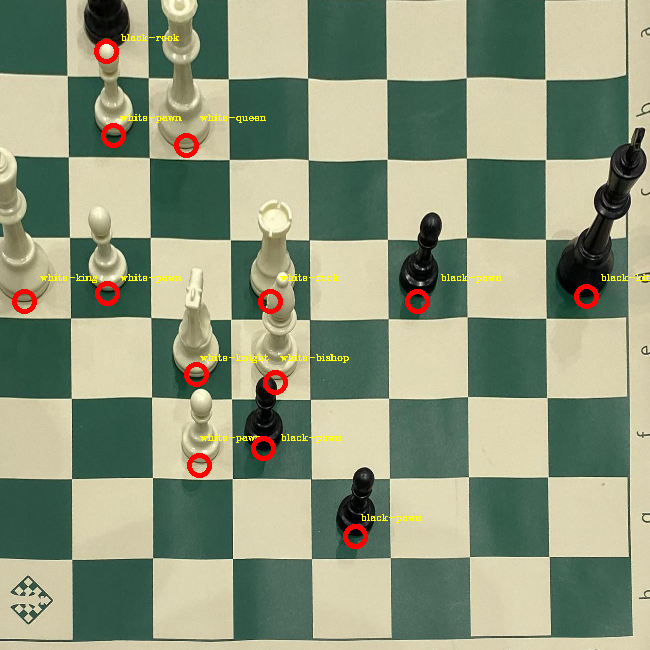 a
black-rook
b
white-pawn white-queen
c
white-king white-pawn white-rook black-pawn
e
white-knight white-bishop
f
white-pawn black-pawn
g
black-pawn
h